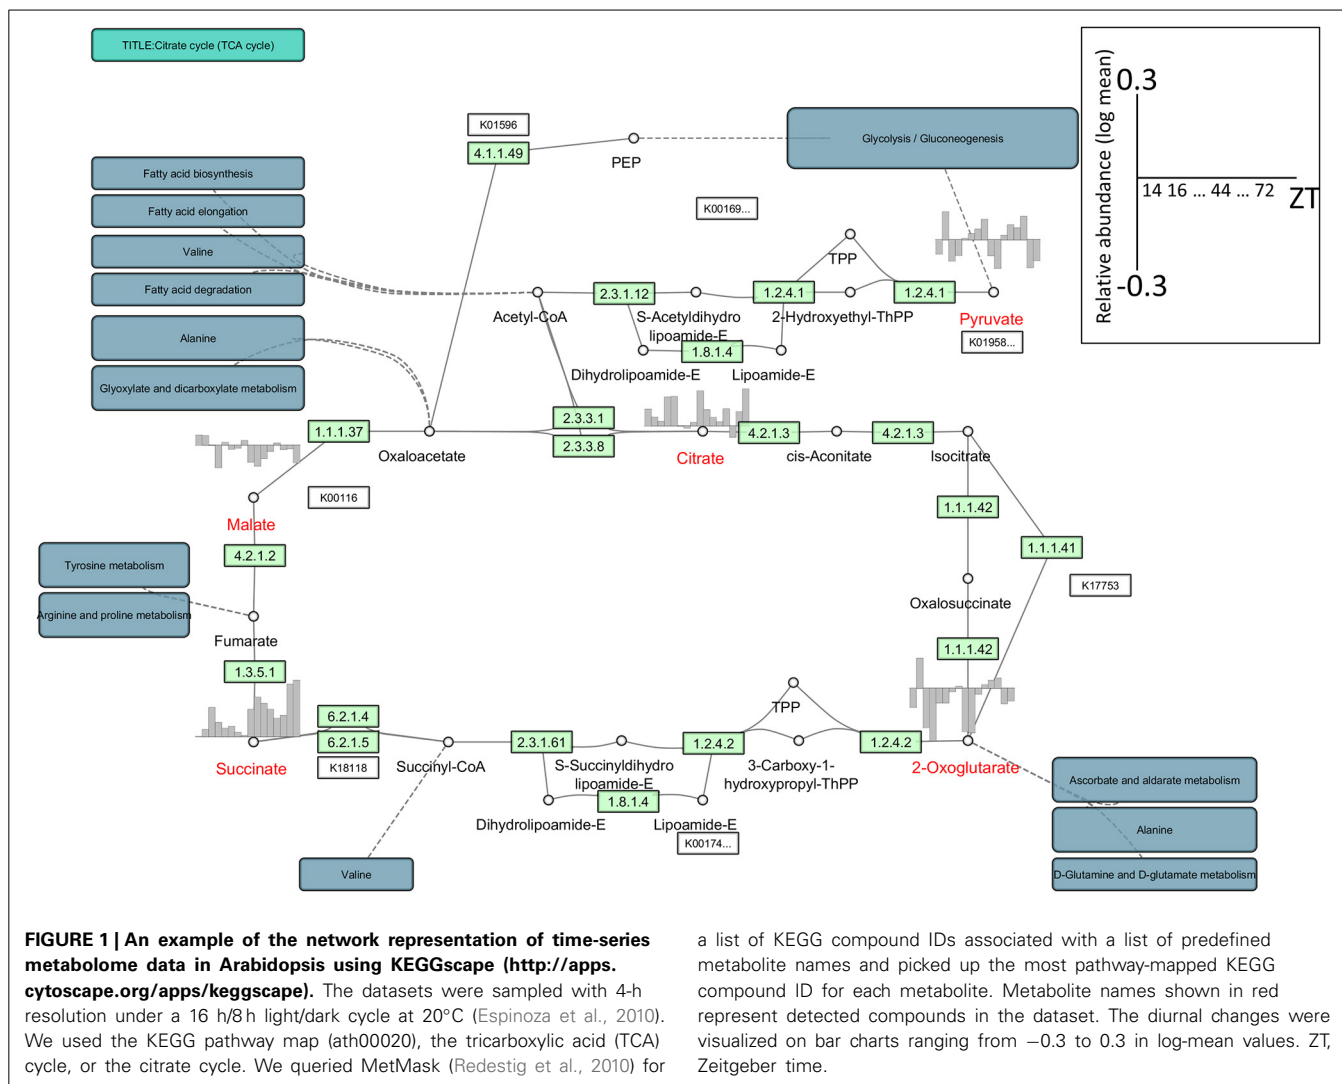 TITLE:Citrate cycle (TCA cycle)
K01596
4.1.1.49
PEP
Glycolysis / Gluconeogenesis
Relative abundance (log mean)
0.3
14 16 ... 44 ... 72
ZT
-0.3
Fatty acid biosynthesis
Fatty acid elongation
Valine
Fatty acid degradation
Alanine
Glyoxylate and dicarboxylate metabolism
K00169...
TPP
Acetyl-CoA
2.3.1.12
S-Acetyldihydro
lipoamide-E
1.2.4.1
2-Hydroxyethyl-ThPP
1.2.4.1
Pyruvate
K01958...
Dihydrolipoamide-E
1.8.1.4
Lipoamide-E
1.1.1.37
Oxaloacetate
2.3.3.1
2.3.3.8
Citrate
4.2.1.3
cis-Aconitate
4.2.1.3
Isocitrate
K00116
Malate
4.2.1.2
1.1.1.42
1.1.1.41
K17753
Tyrosine metabolism
Arginine and proline metabolism
Fumarate
Oxalosuccinate
1.3.5.1
1.1.1.42
6.2.1.4
6.2.1.5
K18118
Succinate
Succinyl-CoA
2.3.1.61
S-Succinyldihydro
lipoamide-E
1.2.4.2
TPP
3-Carboxy-1-
hydroxypropyl-ThPP
1.2.4.2
2-Oxoglutarate
Dihydrolipoamide-E
1.8.1.4
Lipoamide-E
K00174...
Valine
Ascorbate and aldarate metabolism
Alanine
D-Glutamine and D-glutamate metabolism
FIGURE 1 | An example of the network representation of time-series
metabolome data in Arabidopsis using KEGGscape (http://apps.
cytoscape.org/apps/keggscape). The datasets were sampled with 4-h
resolution under a 16 h/8 h light/dark cycle at 20°C (Espinoza et al., 2010).
We used the KEGG pathway map (ath00020), the tricarboxylic acid (TCA)
cycle, or the citrate cycle. We queried MetMask (Redestig et al., 2010) for
a list of KEGG compound IDs associated with a list of predefined
metabolite names and picked up the most pathway-mapped KEGG
compound ID for each metabolite. Metabolite names shown in red
represent detected compounds in the dataset. The diurnal changes were
visualized on bar charts ranging from −0.3 to 0.3 in log-mean values. ZT,
Zeitgeber time.